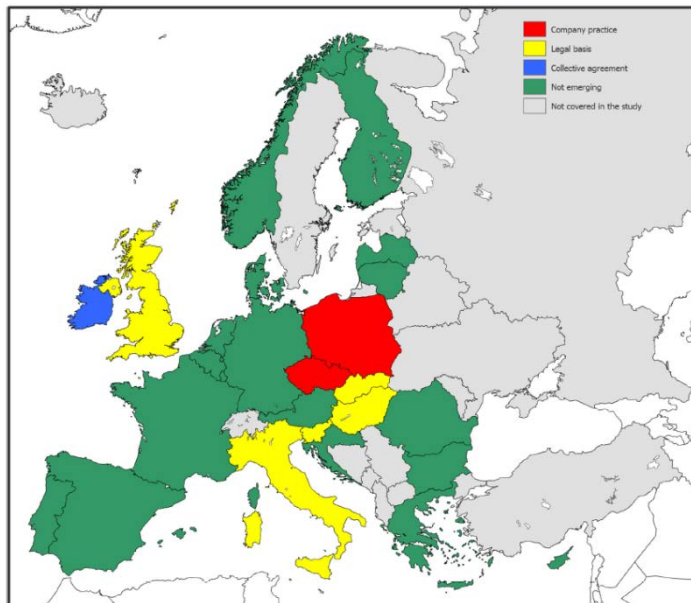 Company practice
Legal basis
Collective agreement
Not emerging
Not covered in the study